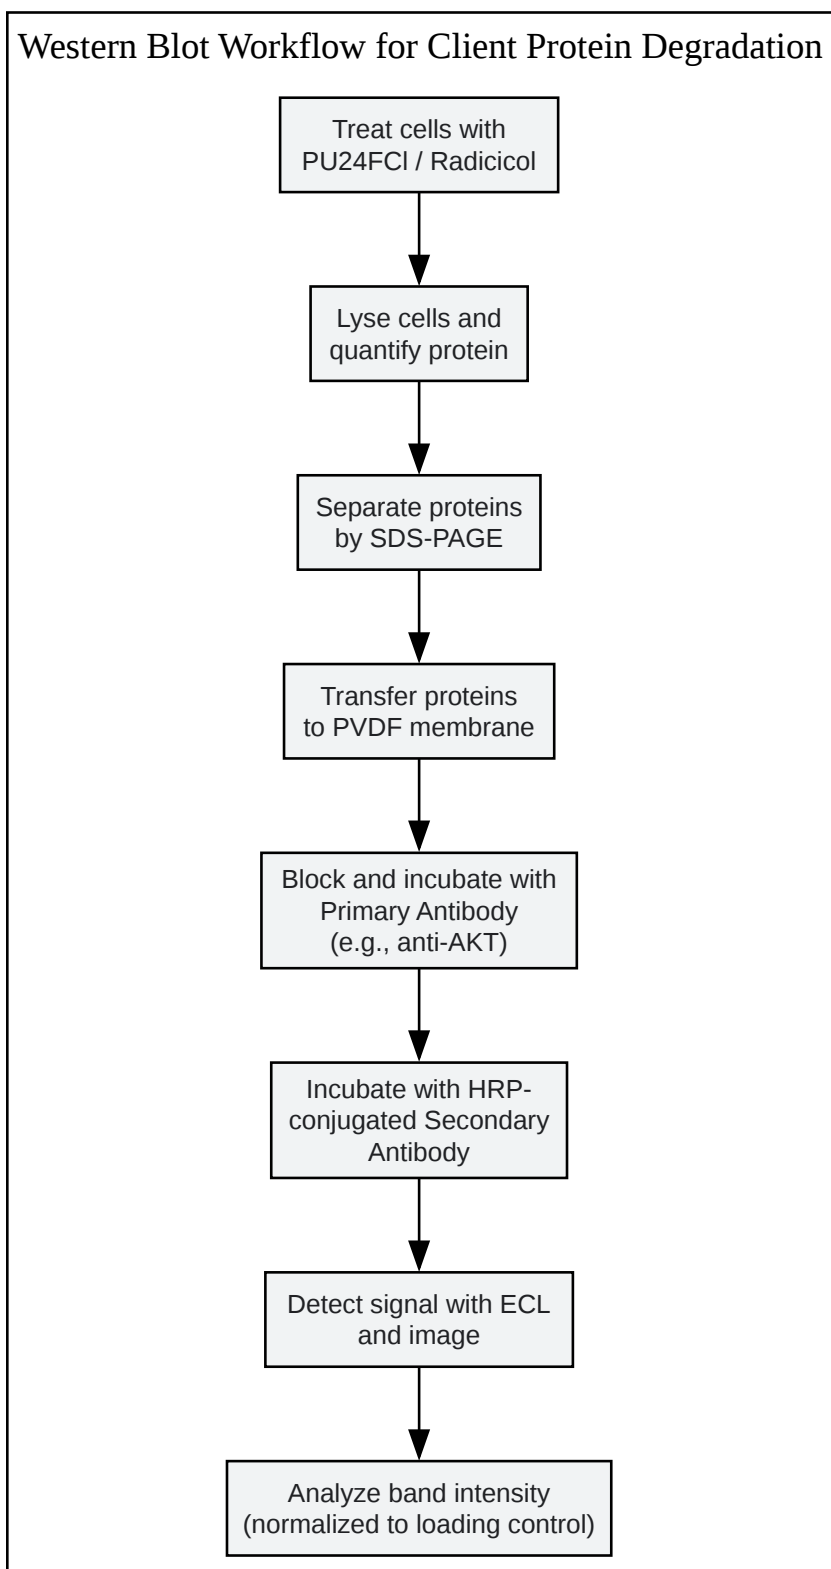 Western Blot Workflow for Client Protein Degradation
Treat cells with
PU24FCl / Radicicol
Lyse cells and
quantify protein
Separate proteins
by SDS-PAGE
Transfer proteins
to PVDF membrane
Block and incubate with
Primary Antibody
(e.g., anti-AKT)
Incubate with HRP-
conjugated Secondary
Antibody
Detect signal with ECL
and image
Analyze band intensity
(normalized to loading control)